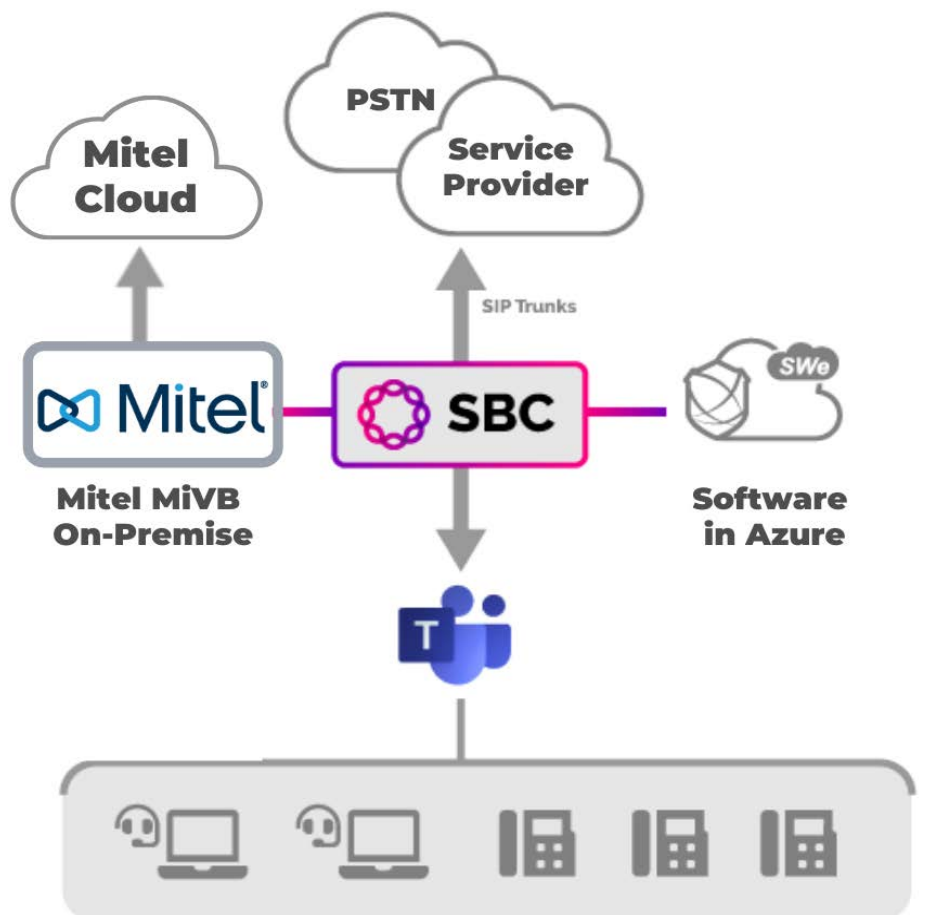 PSTN
Service
Provider
Mitel
Cloud
SIP Trunks
Mitel®
SBC
SWe
Mitel MiVB
On-Premise
Software
in Azure
T